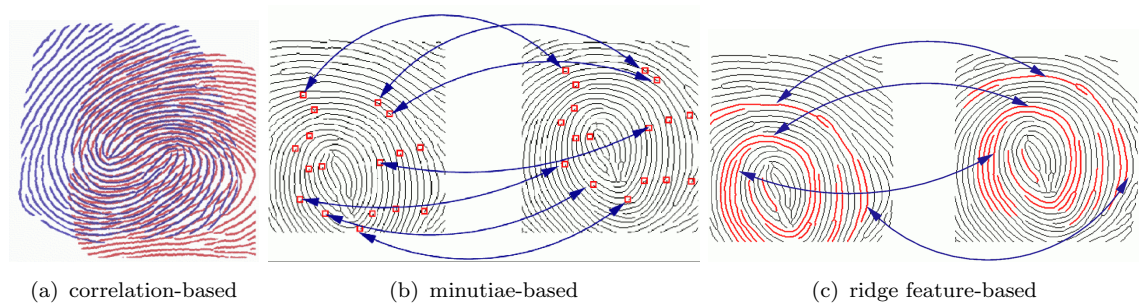 (a) correlation-based
(b) minutiae-based
(c) ridge feature-based